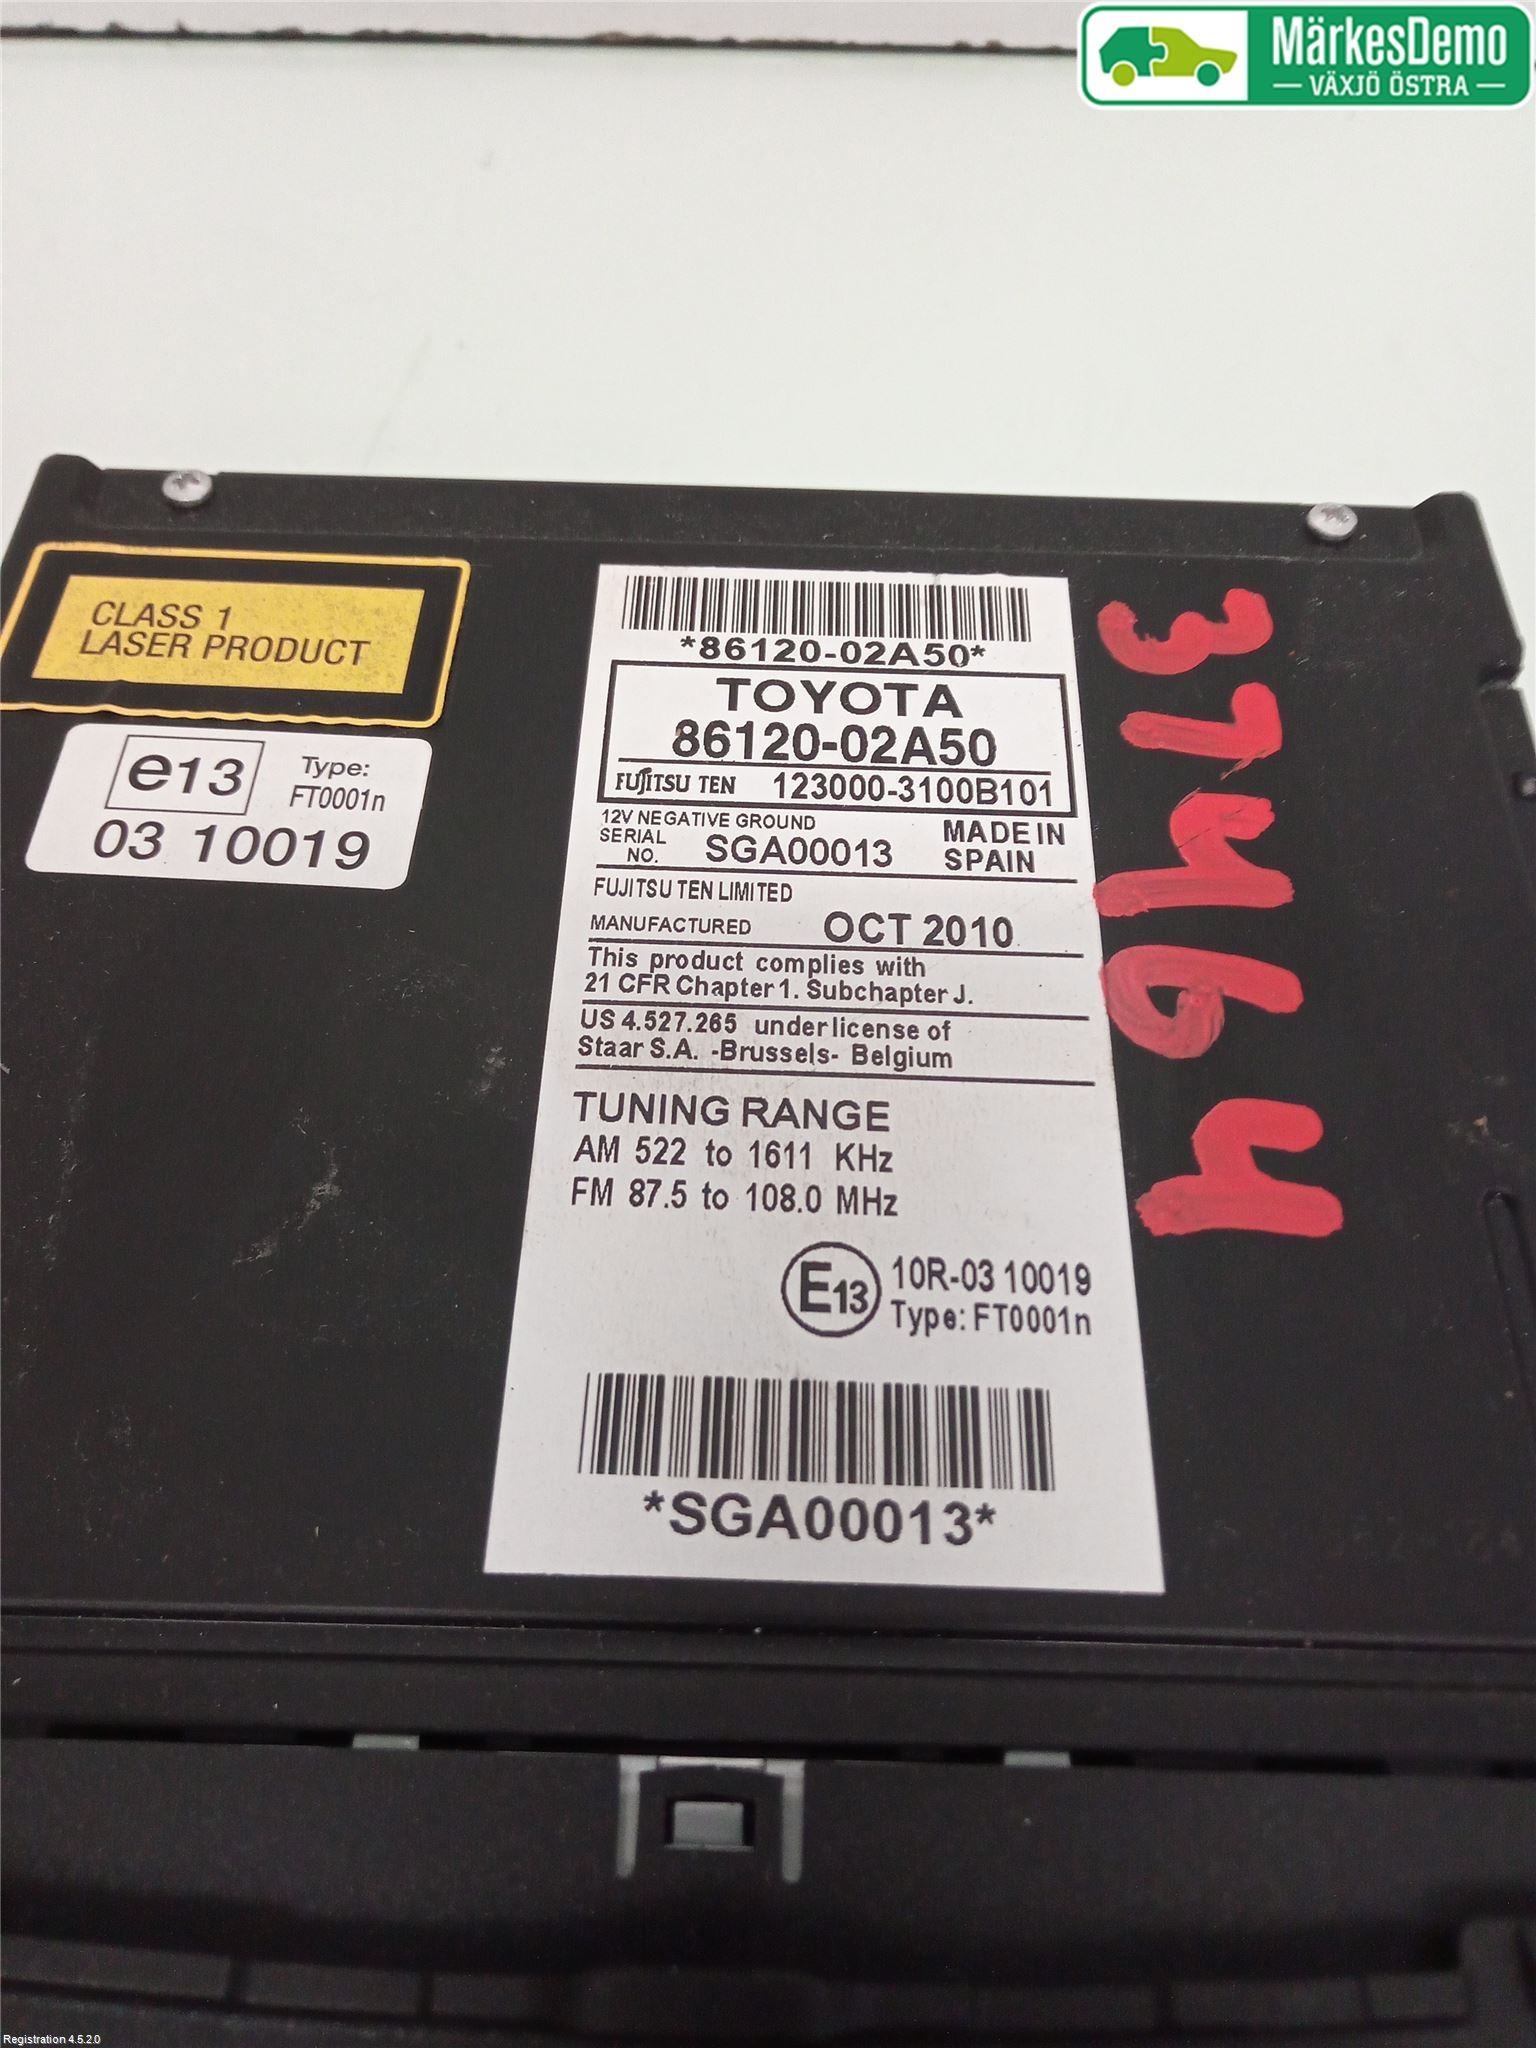 MärkesDemo
VÄXJÖ ÖSTRA
CLASS 1
LASER PRODUCT
e13 Type:
FT0001n
03 10019
*86120-02A50*
TOYOTA
86120-02A50
FUJITSU TEN 123000-3100B101
12V NEGATIVE GROUND
SERIAL NO. SGA00013
MADE IN SPAIN
FUJITSU TEN LIMITED
MANUFACTURED OCT 2010
This product complies with
21 CFR Chapter 1. Subchapter J.
US 4.527.265 under license of
Staar S.A. -Brussels- Belgium
TUNING RANGE
AM 522 to 1611 KHz
FM 87.5 to 108.0 MHz
E13 10R-03 10019
Type: FT0001n
*SGA00013*
37464
Registration 4.5.2.0